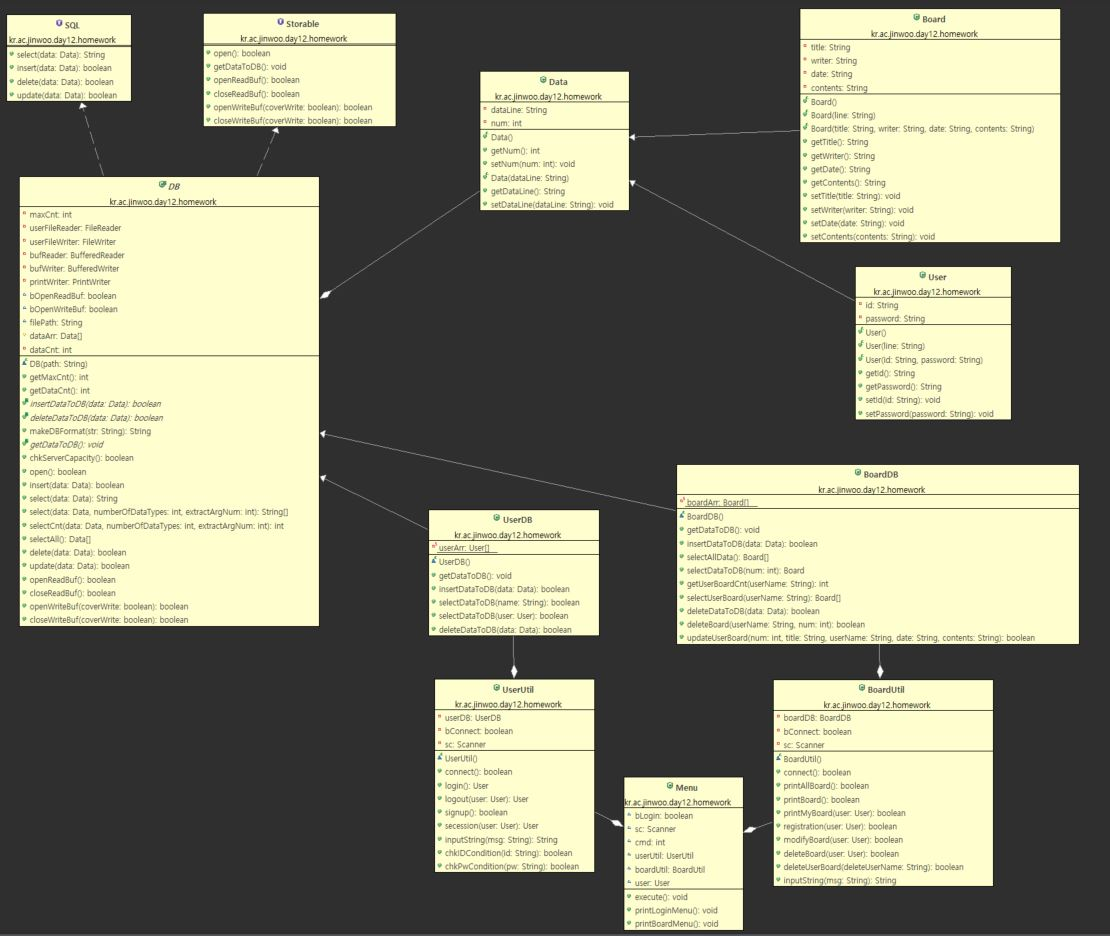 SQL
kr.ac.jinwoo.day12.homework
select(data: Data): String
insert(data: Data): boolean
delete(data: Data): boolean
update(data: Data): boolean
Storable
kr.ac.jinwoo.day12.homework
open(): boolean
getDataToDB(): void
openReadBuf(): boolean
closeReadBuf(): boolean
openWriteBuf(coverWrite: boolean): boolean
closeWriteBuf(coverWrite: boolean): boolean
Data
kr.ac.jinwoo.day12.homework
dataLine: String
num: int
Data()
getNum(): int
setNum(num: int): void
Data(dataLine: String)
getDataLine(): String
setDataLine(dataLine: String): void
Board
kr.ac.jinwoo.day12.homework
title: String
writer: String
date: String
contents: String
Board()
Board(line: String)
Board(title: String, writer: String, date: String, contents: String)
getTitle(): String
getWriter(): String
getDate(): String
getContents(): String
setTitle(title: String): void
setWriter(writer: String): void
setDate(date: String): void
setContents(contents: String): void
DB
kr.ac.jinwoo.day12.homework
maxCnt: int
userFileReader: FileReader
userFileWriter: FileWriter
bufReader: BufferedReader
bufWriter: BufferedWriter
printWriter: PrintWriter
bOpenReadBuf: boolean
bOpenWriteBuf: boolean
filePath: String
dataArr: Data[]
dataCnt: int
DB(path: String)
getMaxCnt(): int
getDataCnt(): int
insertDataToDB(data: Data): boolean
deleteDataToDB(data: Data): boolean
makeDBFormat(str: String): String
getDataToDB(): void
chkServerCapacity(): boolean
open(): boolean
insert(data: Data): boolean
select(data: Data): String
select(data: Data, numberOfDataTypes: int, extractArgNum: int): String[]
selectCnt(data: Data, numberOfDataTypes: int, extractArgNum: int): int
selectAll(): Data[]
delete(data: Data): boolean
update(data: Data): boolean
openReadBuf(): boolean
closeReadBuf(): boolean
openWriteBuf(coverWrite: boolean): boolean
closeWriteBuf(coverWrite: boolean): boolean
User
kr.ac.jinwoo.day12.homework
id: String
password: String
User()
User(line: String)
User(id: String, password: String)
getId(): String
getPassword(): String
setId(id: String): void
setPassword(password: String): void
BoardDB
kr.ac.jinwoo.day12.homework
boardArr: Board[]
BoardDB()
getDataToDB(): void
insertDataToDB(data: Data): boolean
selectAllData(): Board[]
selectDataToDB(num: int): Board
getUserBoardCnt(userName: String): int
selectUserBoard(userName: String): Board[]
deleteDataToDB(data: Data): boolean
deleteBoard(userName: String, num: int): boolean
updateUserBoard(num: int, title: String, userName: String, date: String, contents: String): boolean
UserDB
kr.ac.jinwoo.day12.homework
userArr: User[]
UserDB()
getDataToDB(): void
insertDataToDB(data: Data): boolean
selectDataToDB(name: String): boolean
selectDataToDB(user: User): boolean
deleteDataToDB(data: Data): boolean
UserUtil
kr.ac.jinwoo.day12.homework
userDB: UserDB
bConnect: boolean
sc: Scanner
UserUtil()
connect(): boolean
login(): User
logout(user: User): User
signup(): boolean
secession(user: User): User
inputString(msg: String): String
chkIDCondition(id: String): boolean
chkPwCondition(pw: String): boolean
BoardUtil
kr.ac.jinwoo.day12.homework
boardDB: BoardDB
bConnect: boolean
sc: Scanner
BoardUtil()
connect(): boolean
printAllBoard(): boolean
printBoard(): boolean
printMyBoard(user: User): boolean
registration(user: User): boolean
modifyBoard(user: User): boolean
deleteBoard(user: User): boolean
deleteUserBoard(deleteUserName: String): boolean
inputString(msg: String): String
Menu
kr.ac.jinwoo.day12.homework
bLogin: boolean
sc: Scanner
cmd: int
userUtil: UserUtil
boardUtil: BoardUtil
user: User
execute(): void
printLoginMenu(): void
printBoardMenu(): void